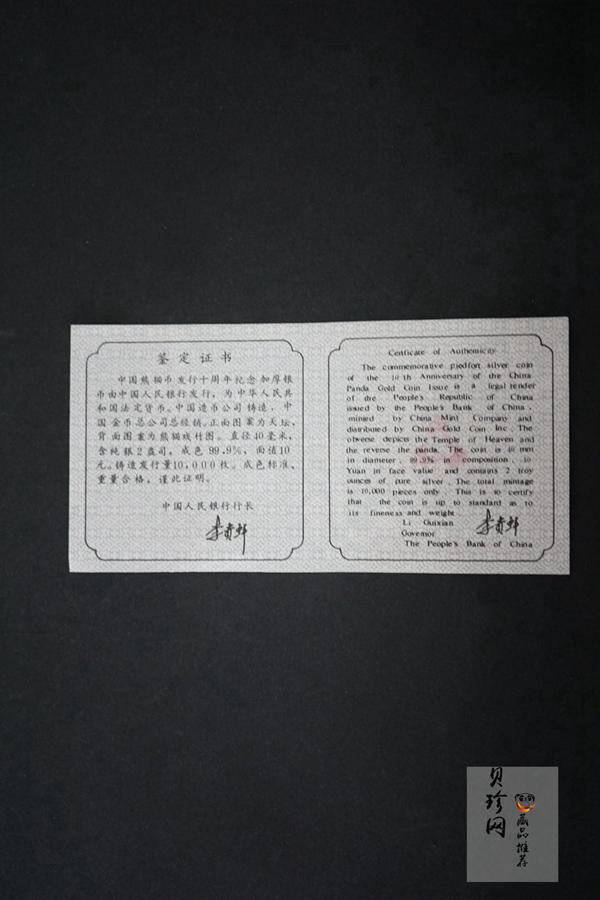 鉴定证书
中国熊猫币发行十周年纪念加厚银
币由中国人民银行发行，为中华人民共
和国法定货币。中国造币公司铸造，中
国金币总公司总经销。正面图案为天坛，
背面图案为熊猫戏竹图。直径40毫米，
含纯银2盎司，成色99.9%，面值10
元。铸造发行量10,000枚。成色标准，
重量合格，谨此证明。
中国人民银行行长
李贵鲜
Certificate of Authenticity
The commemorative piedfort silver coin
of the 10 th Anniversary of the China
Panda Gold Coin Issue is a legal tender
of the People's Republic of China
issued by the People's Bank of China,
minted by China Mint Company and
distributed by China Gold Coin Inc. The
obverse depicts the Temple of Heaven and
the reverse the panda. The coin is 40 mm
in diameter, 99.9% in composition, 10
Yuan in face value and contains 2 troy
ounces of pure silver. The total mintage
is 10,000 pieces only. This is to certify
that the coin is up to standard as to
its fineness and weight.
Li Guixian
李贵鲜
Governor
The People's Bank of China
贝珍网
藏品推荐